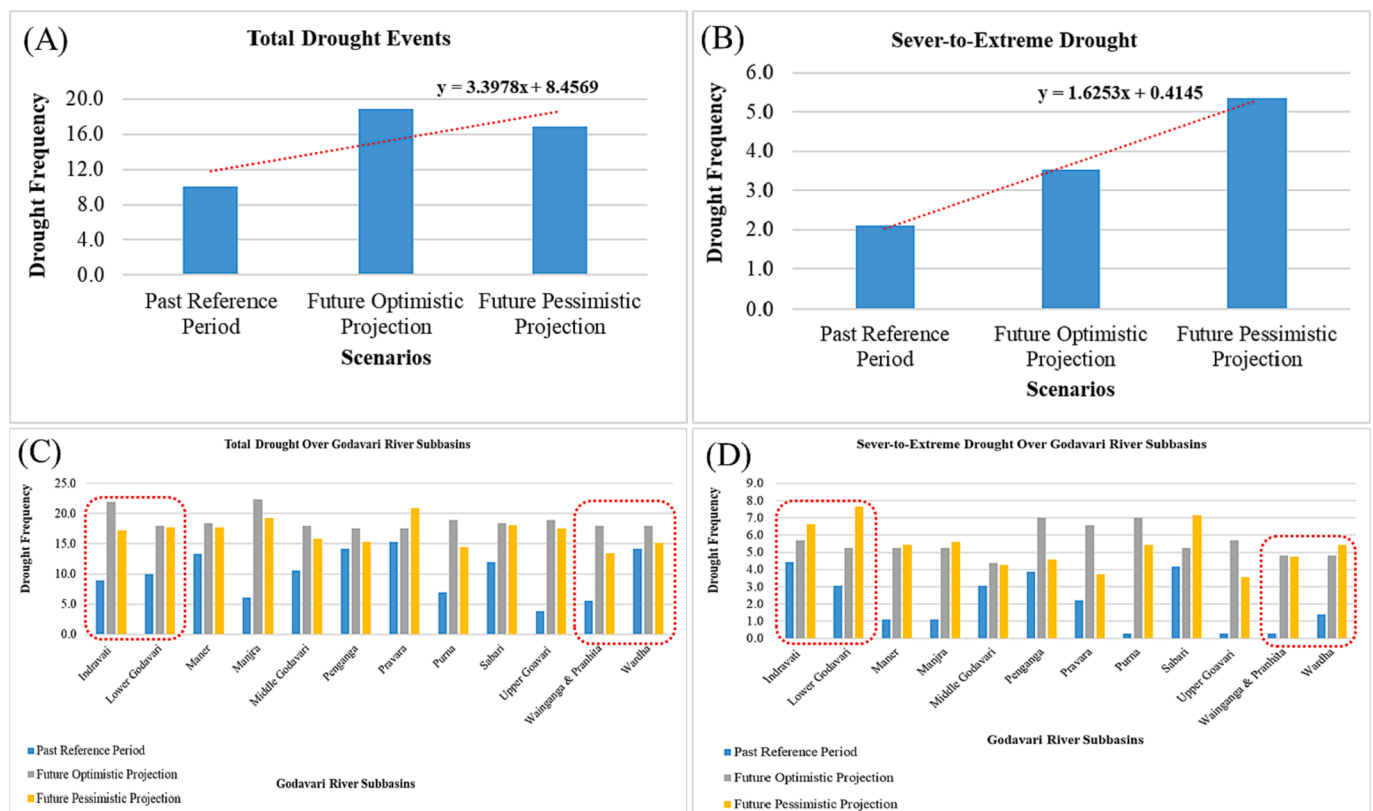 (A)
Total Drought Events
y = 3.3978x + 8.4569
Drought Frequency
20.0
16.0
12.0
8.0
4.0
0.0
Past Reference
Period
Future Optimistic
Projection
Future Pessimistic
Projection
Scenarios
(B)
Sever-to-Extreme Drought
y = 1.6253x + 0.4145
Drought Frequency
6.0
5.0
4.0
3.0
2.0
1.0
0.0
Past Reference
Period
Future Optimistic
Projection
Future Pessimistic
Projection
Scenarios
(C)
Total Drought Over Godavari River Subbasins
Drought Frequency
25.0
20.0
15.0
10.0
5.0
0.0
Indravati
Lower Godavari
Maner
Manjra
Middle Godavari
Penganga
Pravara
Purna
Sabari
Upper Goavari
Wainganga & Pranhita
Wardha
Past Reference Period
Future Optimistic Projection
Future Pessimistic Projection
Godavari River Subbasins
(D)
Sever-to-Extreme Drought Over Godavari River Subbasins
Drought Frequency
9.0
8.0
7.0
6.0
5.0
4.0
3.0
2.0
1.0
0.0
Indravati
Lower Godavari
Maner
Manjra
Middle Godavari
Penganga
Pravara
Purna
Sabari
Upper Goavari
Wainganga & Pranhita
Wardha
Godavari River Subbasins
Past Reference Period
Future Optimistic Projection
Future Pessimistic Projection